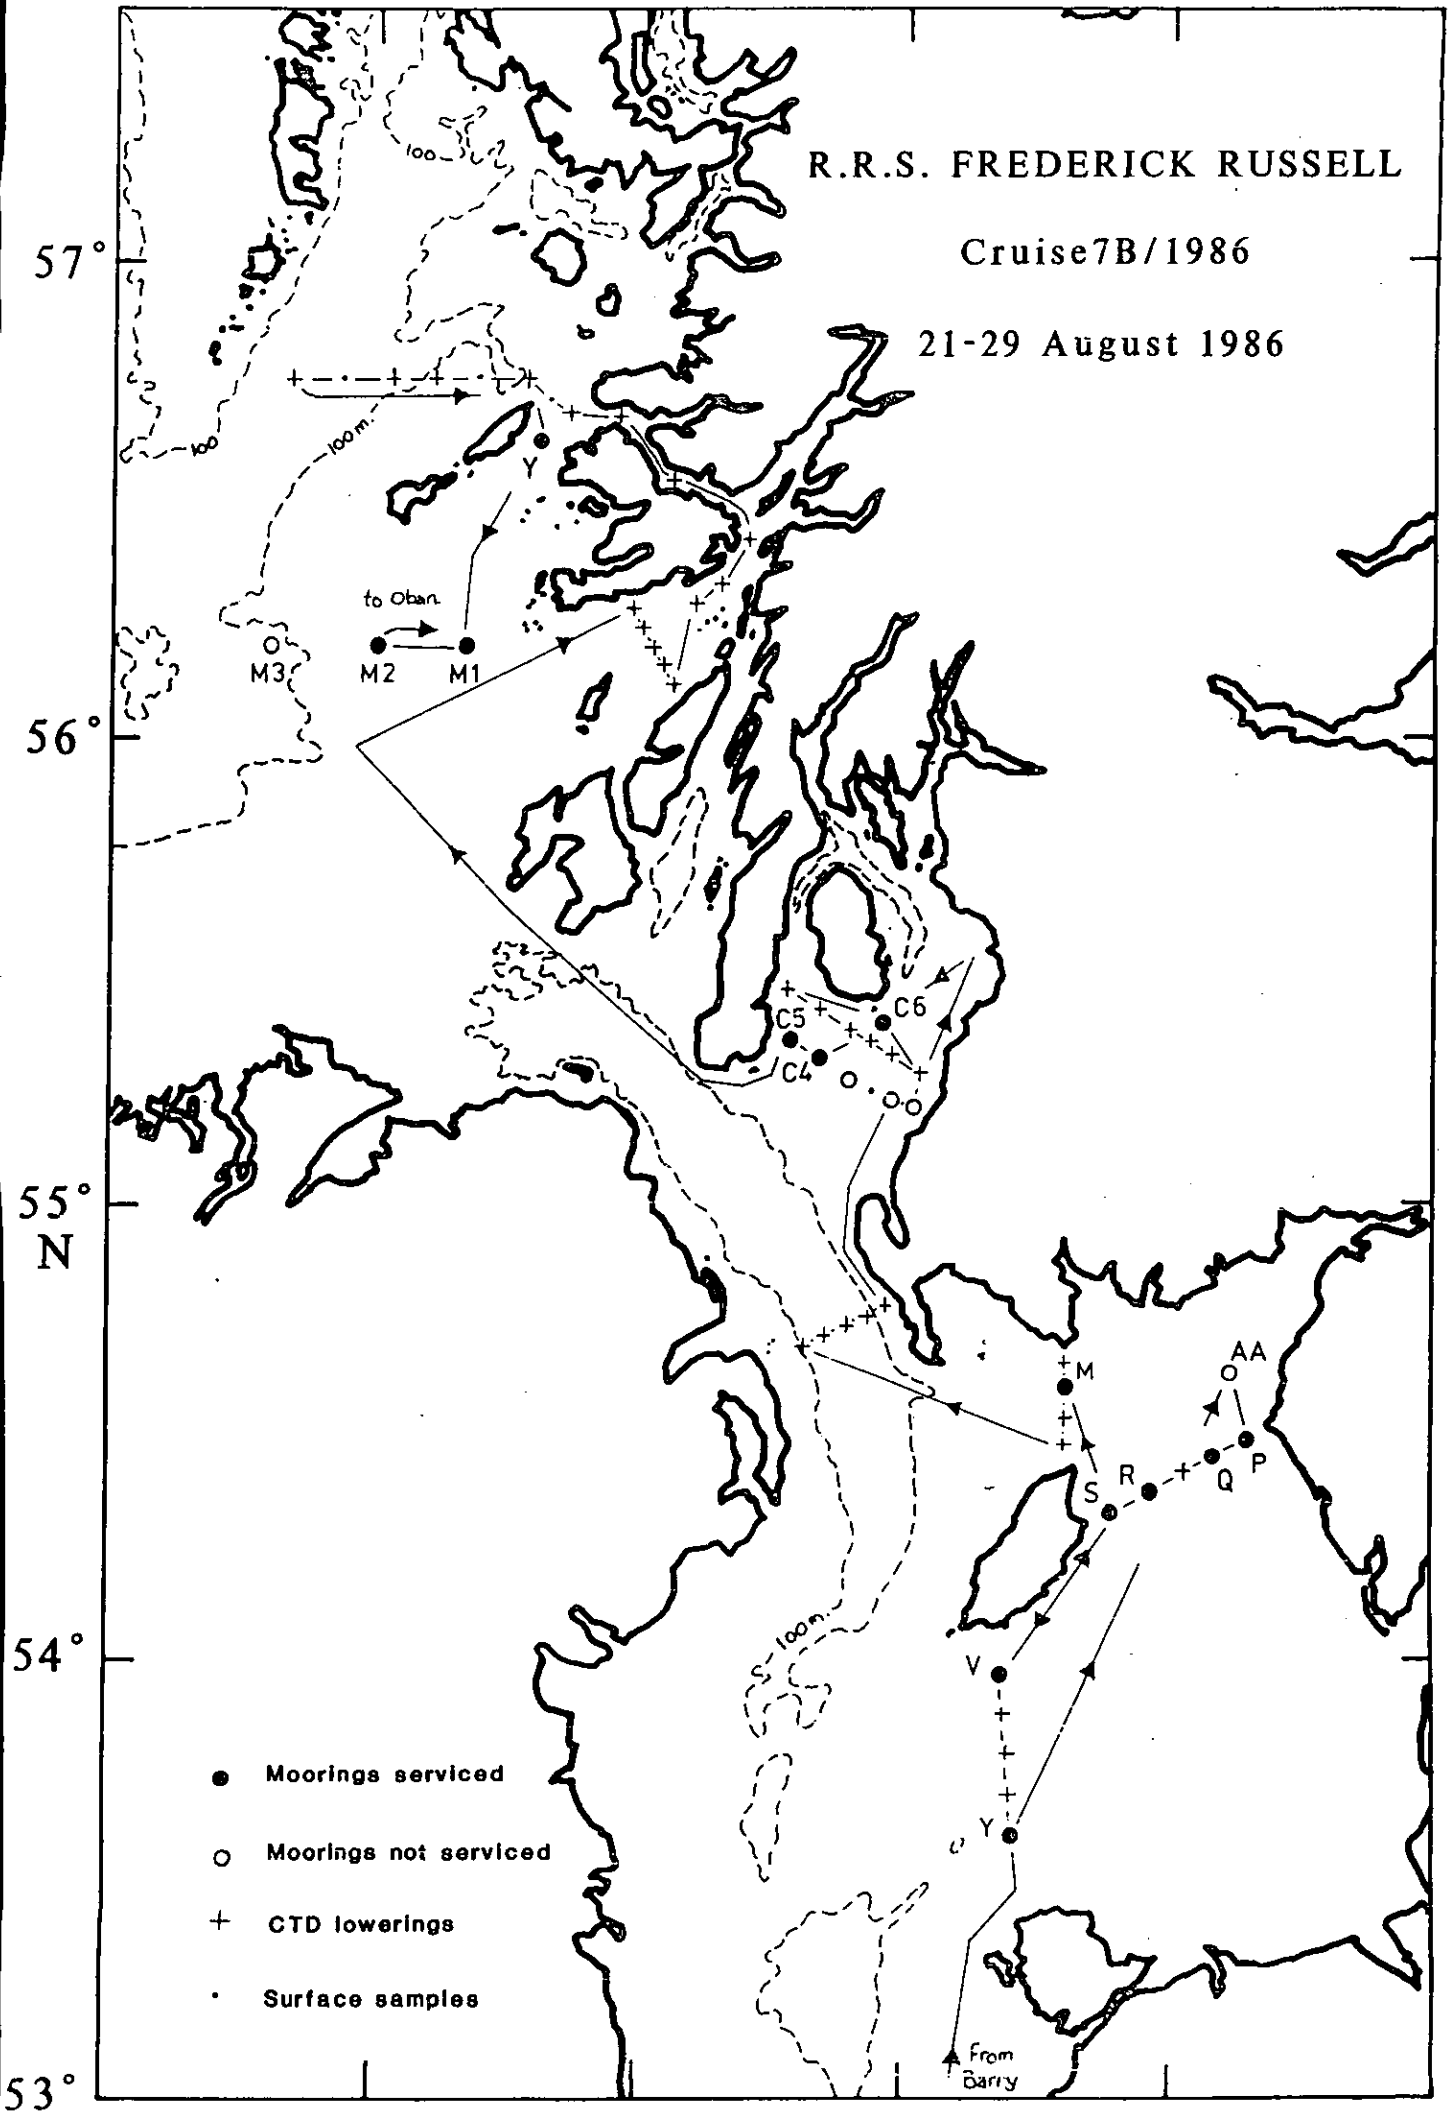 R.R.S. FREDERICK RUSSELL
Cruise7B/1986
21-29 August 1986
100
57°
100
100m.
Y
to Oban
M3
M2
M1
56°
C6
C5
C4
55°
N
AA
M
R
S
Q
P
100m.
54°
V
Y
Moorings serviced
Moorings not serviced
CTD lowerings
Surface samples
From
Barry
53°